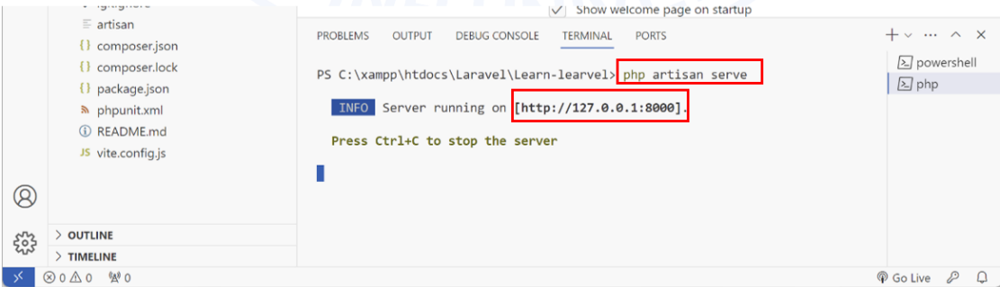 Show welcome page on startup
artisan
{} composer.json
{} composer.lock
{} package.json
phpunit.xml
README.md
JS vite.config.js
OUTLINE
TIMELINE
PROBLEMS OUTPUT DEBUG CONSOLE TERMINAL PORTS
PS C:\xampp\htdocs\Laravel\Learn-learvel> php artisan serve
INFO Server running on [http://127.0.0.1:8000].
Press Ctrl+C to stop the server
powershell
php
0 0 0
Go Live